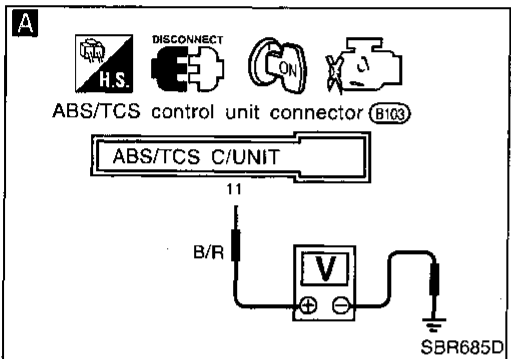 A
DISCONNECT
H.S.
ON
ABS/TCS control unit connector B103
ABS/TCS C/UNIT
11
B/R
V
⊕ ⊖
SBR685D